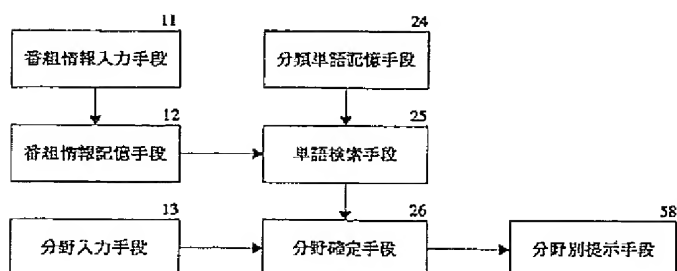 11
番組情報入力手段
24
分類単語記憶手段
12
番組情報記憶手段
25
単語検索手段
13
分野入力手段
26
分野確定手段
58
分野別提示手段